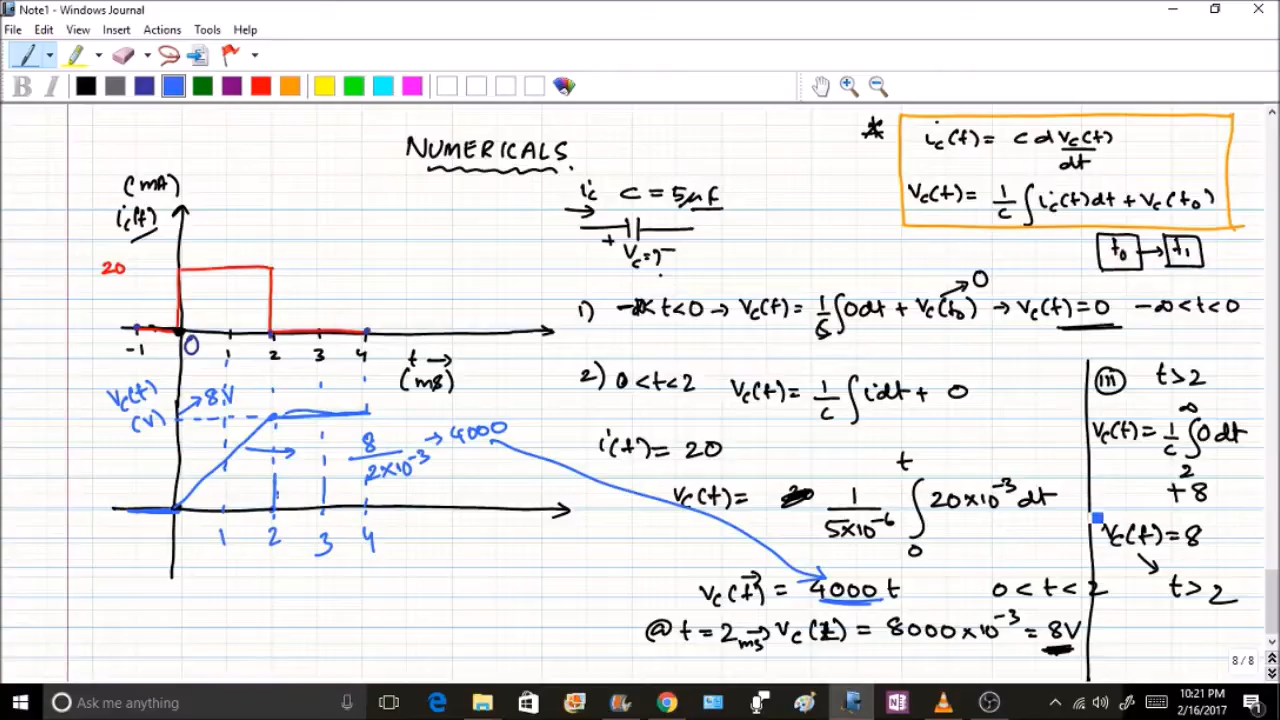 Note1 - Windows Journal
File Edit View Insert Actions Tools Help
B I
NUMERICALS.
(mA)
ic(t)
20
-1 0 1 2 3 4 t → (ms)
Vc(t) (V)
8V
8 / 2×10⁻³ → 4000
1 2 3 4
ic C = 5μF
+ -
Vc=?
* ic(t) = C dVc(t)/dt
Vc(t) = 1/C ∫ic(t)dt + Vc(t0)
t0 → t1
1) t<0 → Vc(t) = ∫0dt + Vc(t0) → 0 → Vc(t)=0 -∞<t<0
2) 0<t<2 Vc(t) = 1/C ∫idt + 0
i(t) = 20
Vc(t) = 1/5×10⁻⁶ ∫ 0 t 20×10⁻³ dt
Vc(t) = 4000 t 0<t<2
@ t = 2ms → Vc( ) = 8000×10⁻³ = 8V
iii t>2
Vc(t) = 1/C ∫ 2 ∞ 0dt
+8
Vc(t) = 8
t>2
8 / 8
Ask me anything
10:21 PM
2/16/2017
1